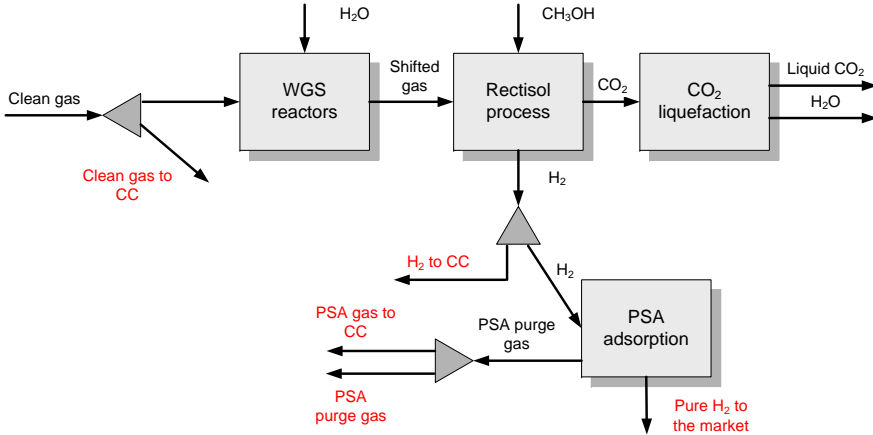 H₂O
CH₃OH
Clean gas
WGS
reactors
Shifted
gas
Rectisol
process
CO₂
CO₂
liquefaction
Liquid CO₂
H₂O
Clean gas to
CC
H₂
H₂ to CC
H₂
PSA gas to
CC
PSA purge
gas
PSA
adsorption
PSA
purge gas
Pure H₂ to
the market